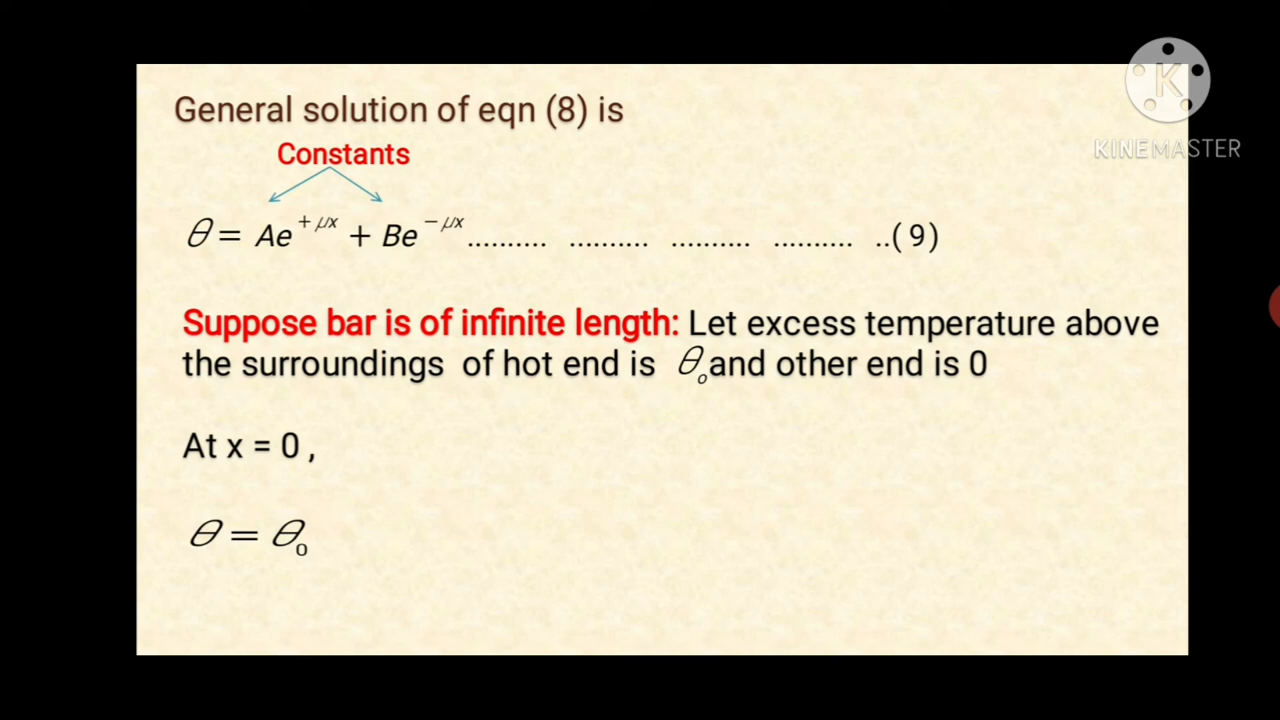 General solution of eqn (8) is
Constants
θ = Ae^{+μx} + Be^{-μx} .......... .......... .......... .......... ..(9)
Suppose bar is of infinite length: Let excess temperature above
the surroundings of hot end is θ₀ and other end is 0
At x = 0 ,
θ = θ₀
K
KINEMASTER